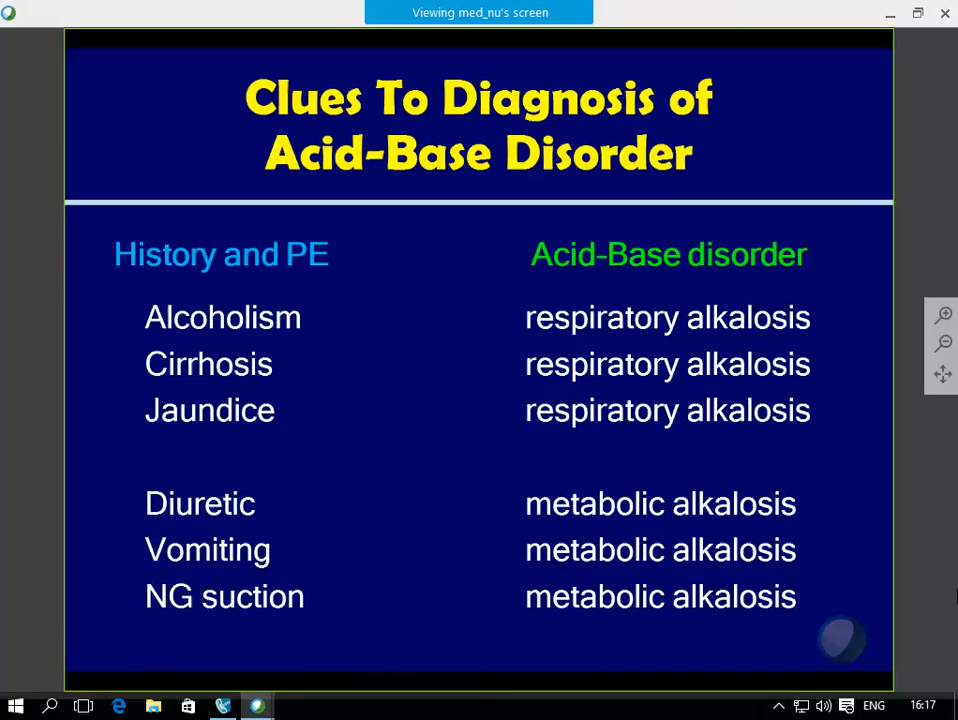 Viewing med_nu's screen
Clues To Diagnosis of
Acid-Base Disorder
History and PE Acid-Base disorder
Alcoholism respiratory alkalosis
Cirrhosis respiratory alkalosis
Jaundice respiratory alkalosis
Diuretic metabolic alkalosis
Vomiting metabolic alkalosis
NG suction metabolic alkalosis
ENG 16:17